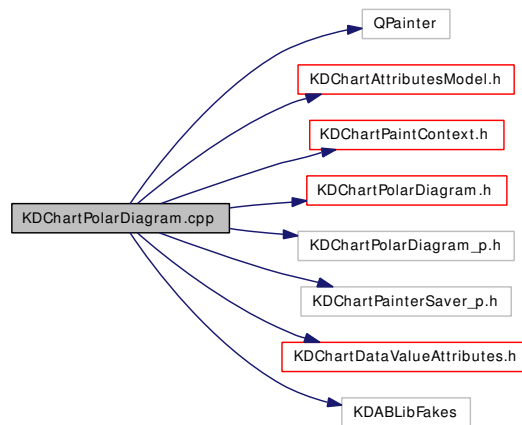 QPainter
KDChartAttributesModel.h
KDChartPaintContext.h
KDChartPolarDiagram.h
KDChartPolarDiagram.cpp
KDChartPolarDiagram_p.h
KDChartPainterSaver_p.h
KDChartDataValueAttributes.h
KDABLibFakes